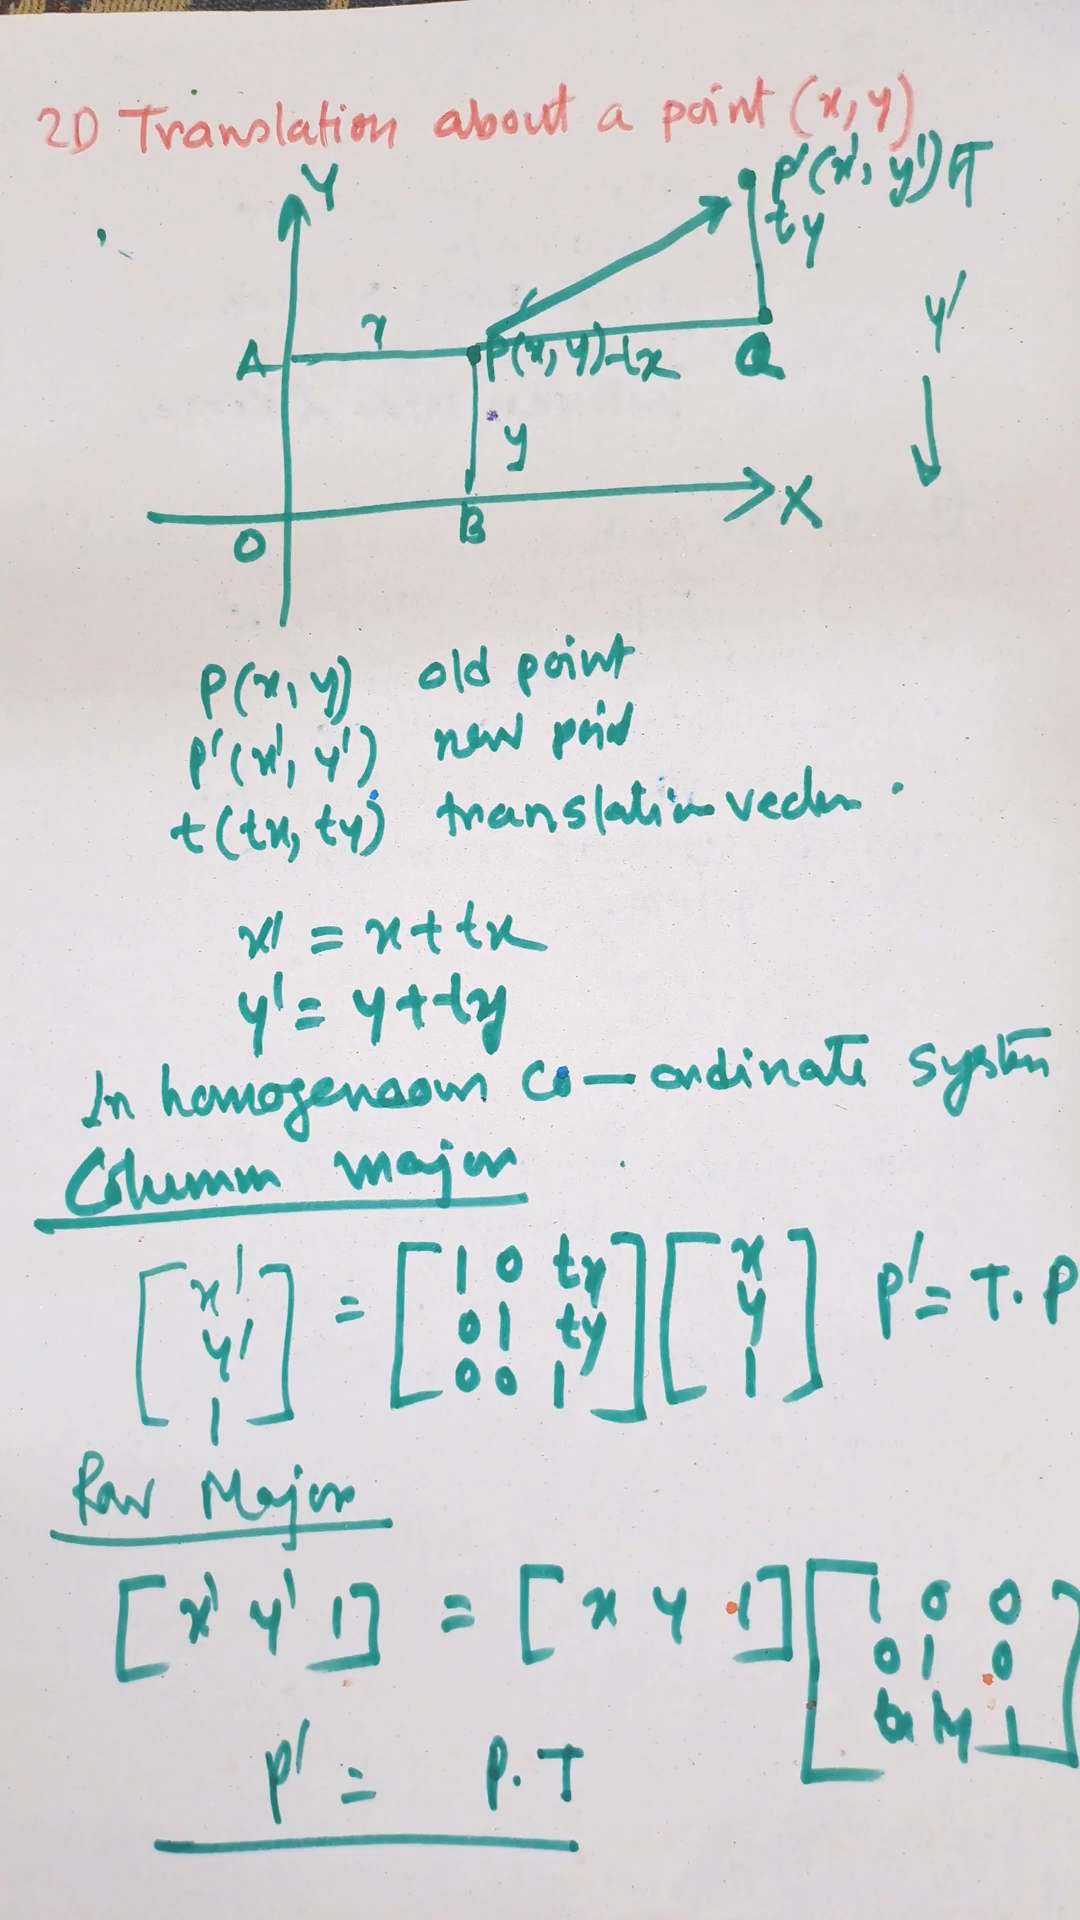 2D Translation about a point (x, y)
Y
P'(x', y')
ty
y'
x
A
P(x, y) tx
Q
y
X
O
B
P(x, y) old point
P'(x', y') new point
t(tx, ty) translation vector.
x' = x + tx
y' = y + ty
In homogeneous co-ordinate system
Column major
[x' y' 1] = [1 0 tx 0 1 ty 0 0 1] [x y 1] P' = T. P
Row Major
[x' y' 1] = [x y 1] [1 0 0 0 1 0 tx ty 1]
P' = P. T